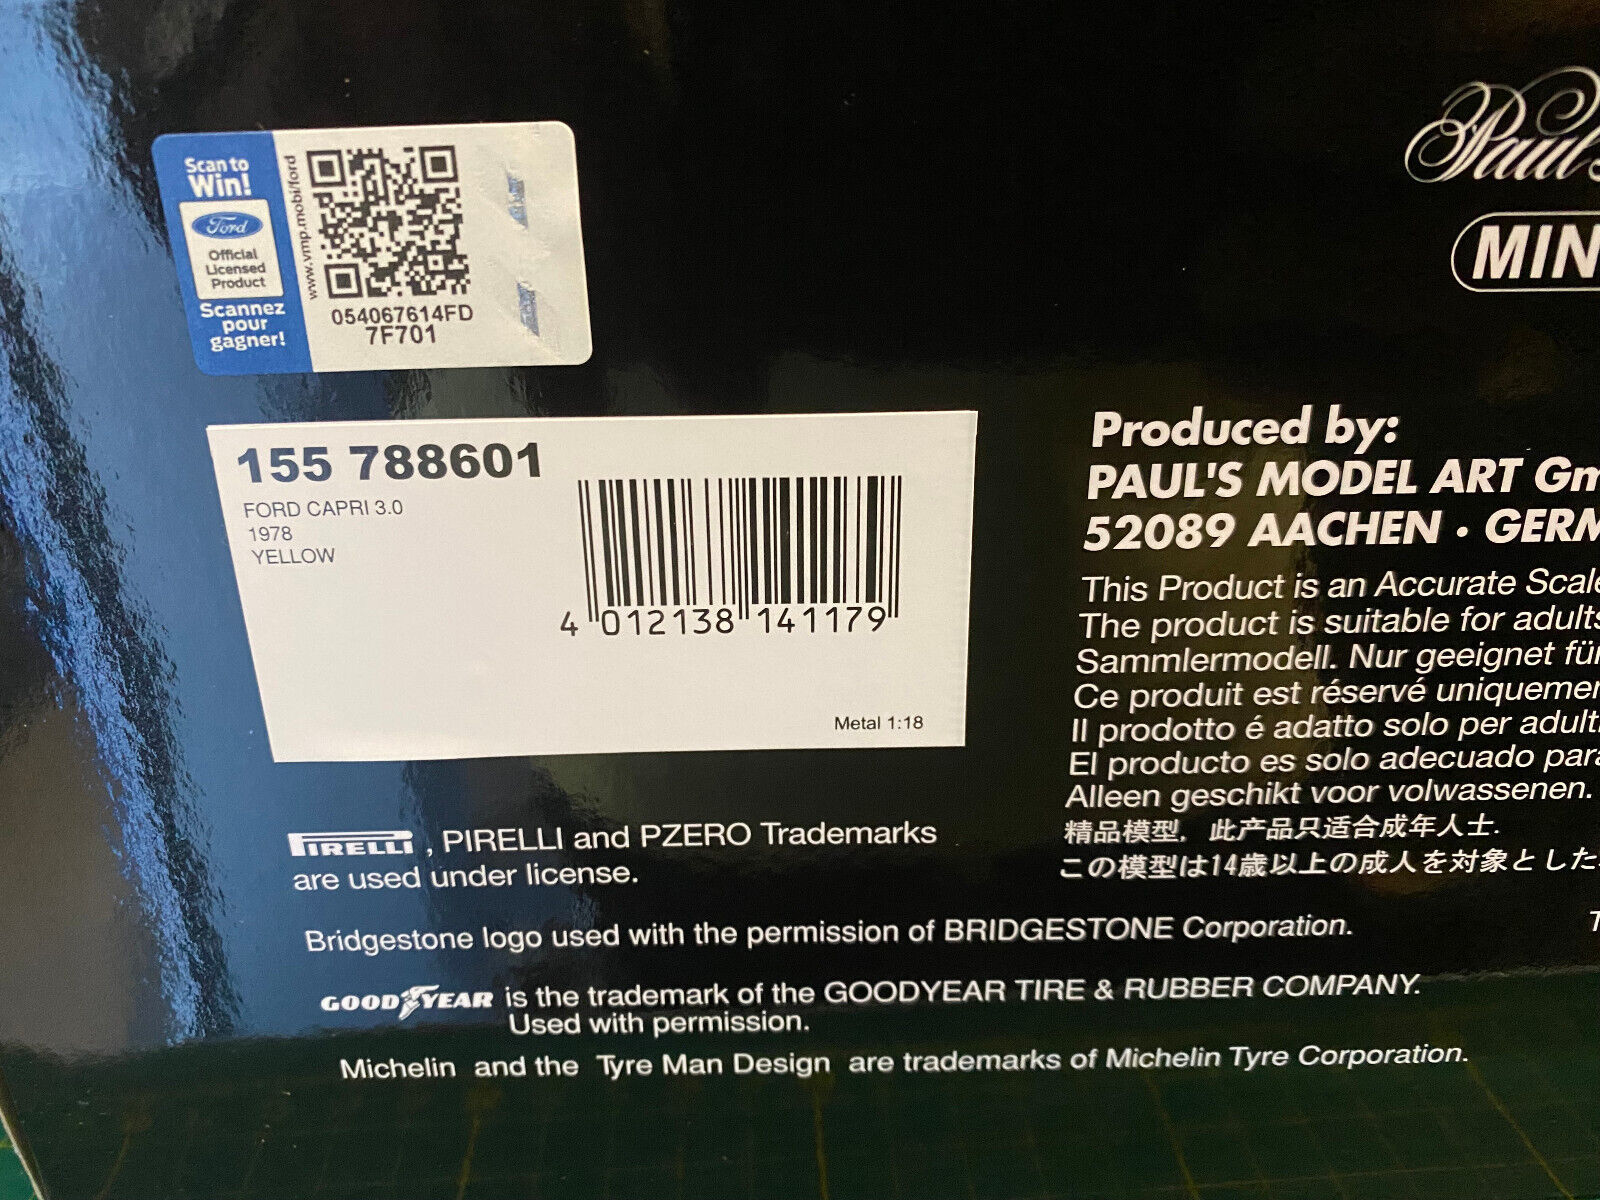 Scan to
Win!
Ford
Official
Licensed
Product
Scannez
pour
gagner!
www.vmp.mobi/ford
054067614FD
7F701
Paul's
MIN
155 788601
FORD CAPRI 3.0
1978
YELLOW
4 012138 141179
Metal 1:18
Produced by:
PAUL'S MODEL ART Gm
52089 AACHEN · GERM
This Product is an Accurate Scale
The product is suitable for adults
Sammlermodell. Nur geeignet für
Ce produit est réservé uniquemen
Il prodotto é adatto solo per adulti
El producto es solo adecuado para
Alleen geschikt voor volwassenen.
精品模型, 此产品只适合成年人士.
この模型は14歳以上の成人を対象とした
PIRELLI , PIRELLI and PZERO Trademarks
are used under license.
Bridgestone logo used with the permission of BRIDGESTONE Corporation.
GOODYEAR is the trademark of the GOODYEAR TIRE & RUBBER COMPANY.
Used with permission.
Michelin and the Tyre Man Design are trademarks of Michelin Tyre Corporation.